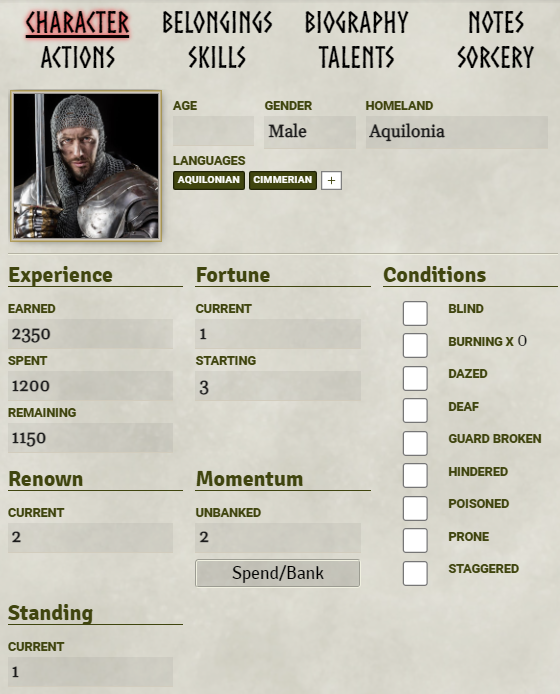 CHARACTER BELONGINGS BIOGRAPHY NOTES
ACTIONS SKILLS TALENTS SORCERY
AGE GENDER HOMELAND
Male Aquilonia
LANGUAGES
AQUILONIAN CIMMERIAN +
Experience
EARNED
2350
SPENT
1200
REMAINING
1150
Fortune
CURRENT
1
STARTING
3
Conditions
BLIND
BURNING X 0
DAZED
DEAF
GUARD BROKEN
HINDERED
POISONED
PRONE
STAGGERED
Renown
CURRENT
2
Momentum
UNBANKED
2
Spend/Bank
Standing
CURRENT
1